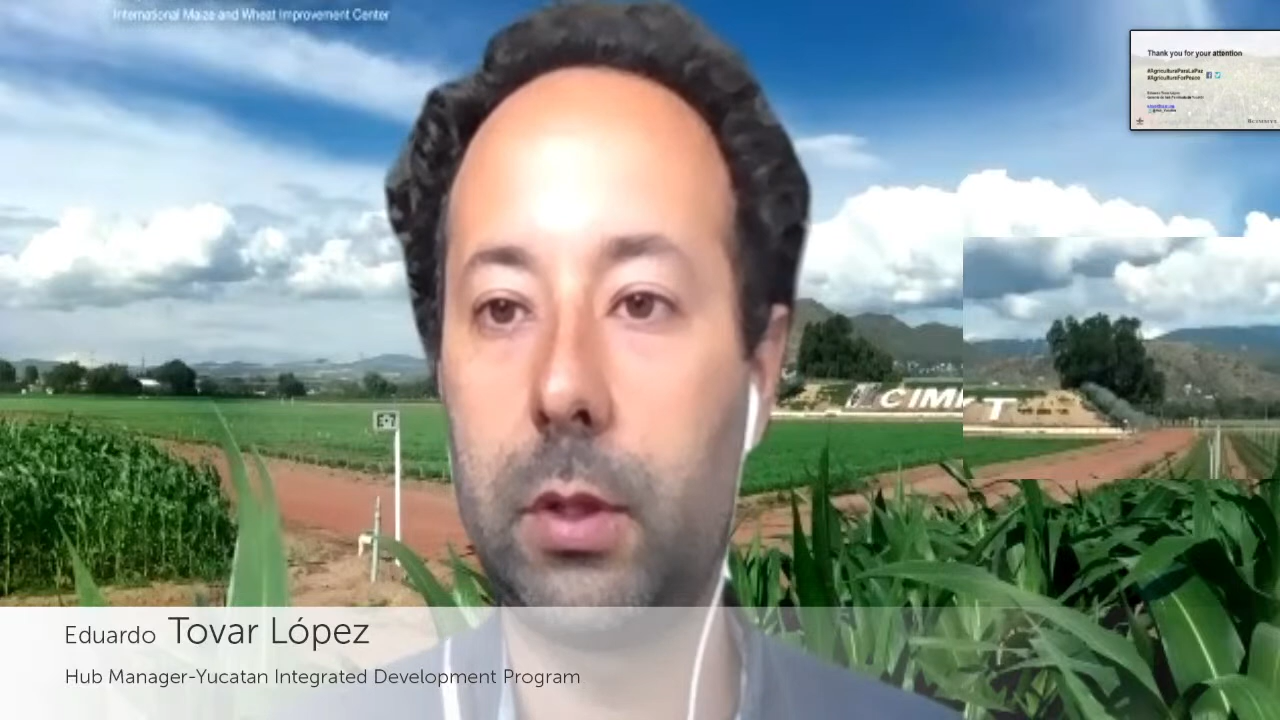 International Maize and Wheat Improvement Center
Thank you for your attention
#AgriculturaParaLaPaz
#AgricultureForPeace
CIM
T
Eduardo Tovar López
Hub Manager-Yucatan Integrated Development Program